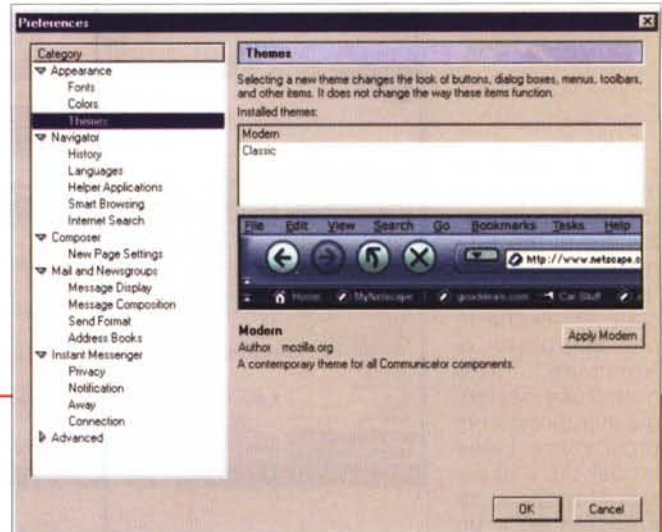 Preferences
Category
Appearance
Fonts
Colors
Themes
Navigator
History
Languages
Helper Applications
Smart Browsing
Internet Search
Composer
New Page Settings
Mail and Newsgroups
Message Display
Message Composition
Send Format
Address Books
Instant Messenger
Privacy
Notification
Away
Connection
Advanced
Themes
Selecting a new theme changes the look of buttons, dialog boxes, menus, toolbars,
and other items. It does not change the way these items function.
Installed themes:
Modern
Classic
File Edit View Search Go Bookmarks Tasks Help
http://www.netscape.c
Home MyNetscape Car Stuff
Modern
Author mozilla.org
A contemporary theme for all Communicator components.
Apply Modern
OK Cancel